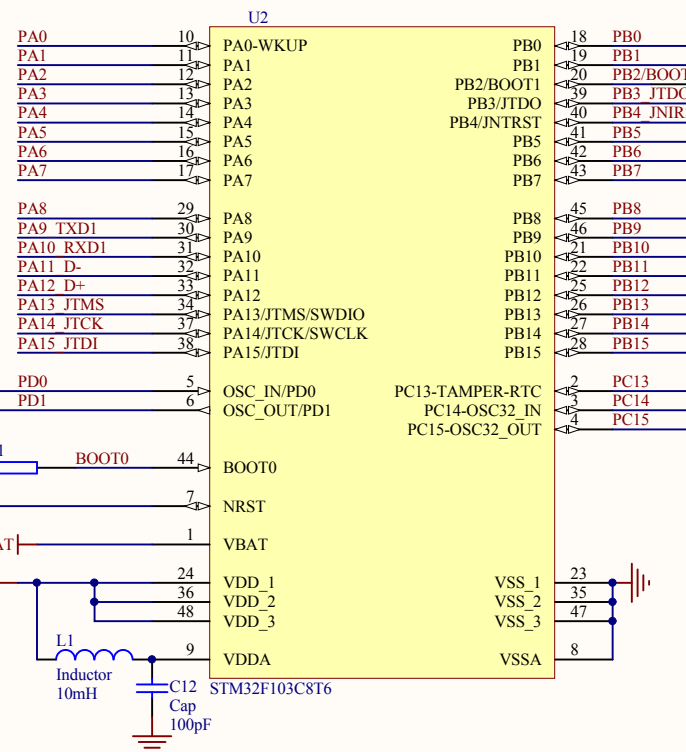 U2
PA0 10 PA0-WKUP PB0 18 PB0
PA1 11 PA1 PB1 19 PB1
PA2 12 PA2 PB2/BOOT1 20 PB2/BOOT
PA3 13 PA3 PB3/JTDO 39 PB3_JTDO
PA4 14 PA4 PB4/JNTRST 40 PB4_JNIR
PA5 15 PA5 PB5 41 PB5
PA6 16 PA6 PB6 42 PB6
PA7 17 PA7 PB7 43 PB7
PA8 29 PA8 PB8 45 PB8
PA9_TXD1 30 PA9 PB9 46 PB9
PA10_RXD1 31 PA10 PB10 21 PB10
PA11_D- 32 PA11 PB11 22 PB11
PA12_D+ 33 PA12 PB12 25 PB12
PA13_JTMS 34 PA13/JTMS/SWDIO PB13 26 PB13
PA14_JTCK 37 PA14/JTCK/SWCLK PB14 27 PB14
PA15_JTDI 38 PA15/JTDI PB15 28 PB15
PD0 5 OSC_IN/PD0 PC13-TAMPER-RTC 2 PC13
PD1 6 OSC_OUT/PD1 PC14-OSC32_IN 3 PC14
PC15-OSC32_OUT 4 PC15
BOOT0 44 BOOT0
7 NRST
AT 1 VBAT
24 VDD_1 VSS_1 23
36 VDD_2 VSS_2 35
48 VDD_3 VSS_3 47
L1 9 VDDA VSSA 8
Inductor
10mH
C12
Cap
100pF
STM32F103C8T6